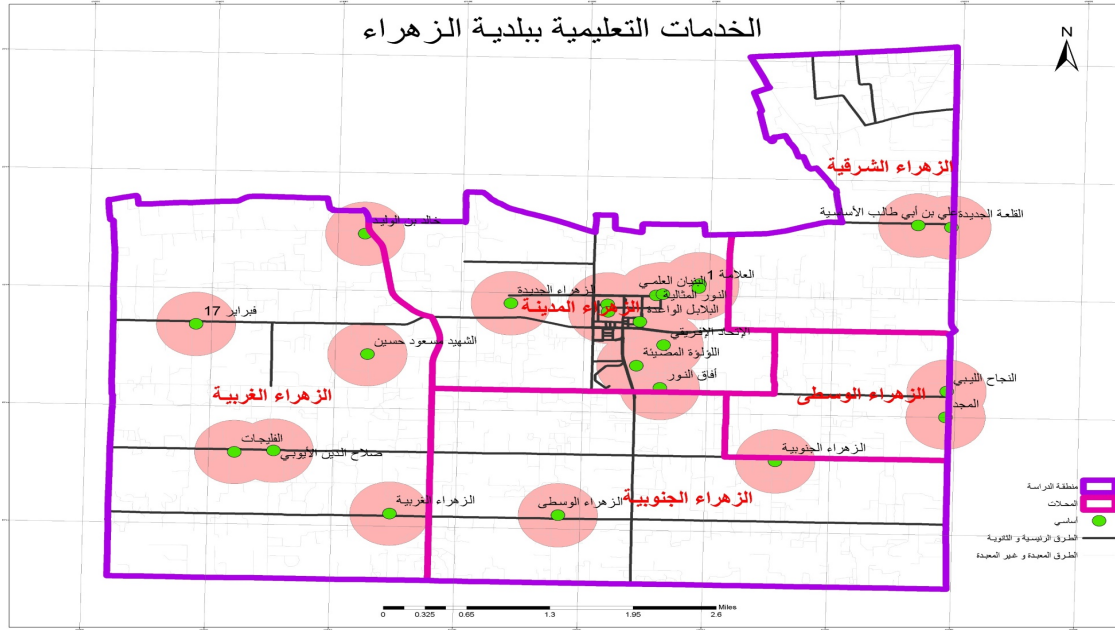 الخدمات التعليمية ببلدية الزهراء
N
الزهراء الشرقية
القلعة الجديدة
علي بن أبي طالب الأساسية
خالد بن الوليد
العلامة 1
البنيان العلمي
النور المثالية
الزهراء الجديدة
الزهراء المدينة
البلابل الواعدة
17 فبراير
الإتحاد الإفريقي
الشهيد مسعود حسين
اللؤلؤة المضيئة
أفاق النور
النجاح الليبي
الزهراء الوسطى
المجد
الزهراء الغربية
الفليجات
صلاح الدين الأيوبي
الزهراء الجنوبية
الزهراء الجنوبية
الزهراء الوسطى
الزهراء الغربية
منطقة الدراسة
المحلات
أساسي
الطرق الرئيسية و الثانوية
الطرق المعبدة و غير المعبدة
0 0.325 0.65 1.3 1.95 2.6 Miles